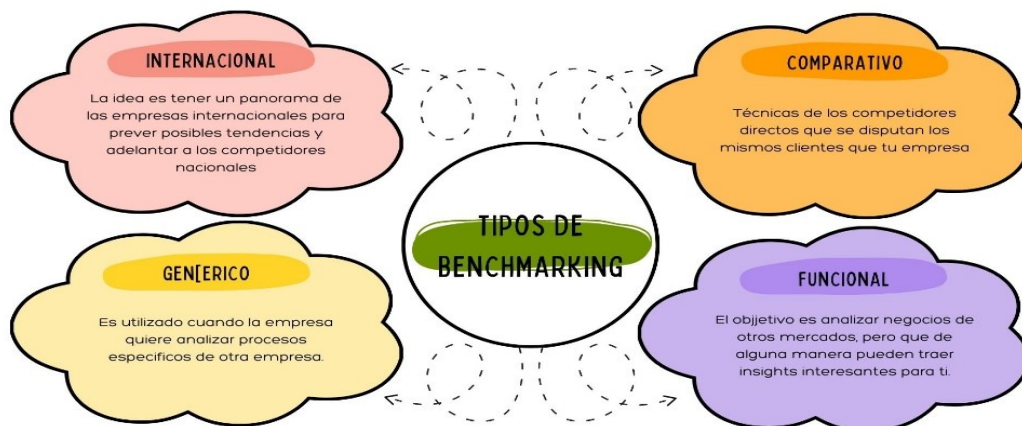 INTERNACIONAL
La idea es tener un panorama de
las empresas internacionales para
prever posibles tendencias y
adelantar a los competidores
nacionales
COMPARATIVO
Técnicas de los competidores
directos que se disputan los
mismos clientes que tu empresa
TIPOS DE
BENCHMARKING
GEN[ERICO
Es utilizado cuando la empresa
quiere analizar procesos
especificos de otra empresa.
FUNCIONAL
El objjetivo es analizar negocios de
otros mercados, pero que de
alguna manera pueden traer
insights interesantes para ti.